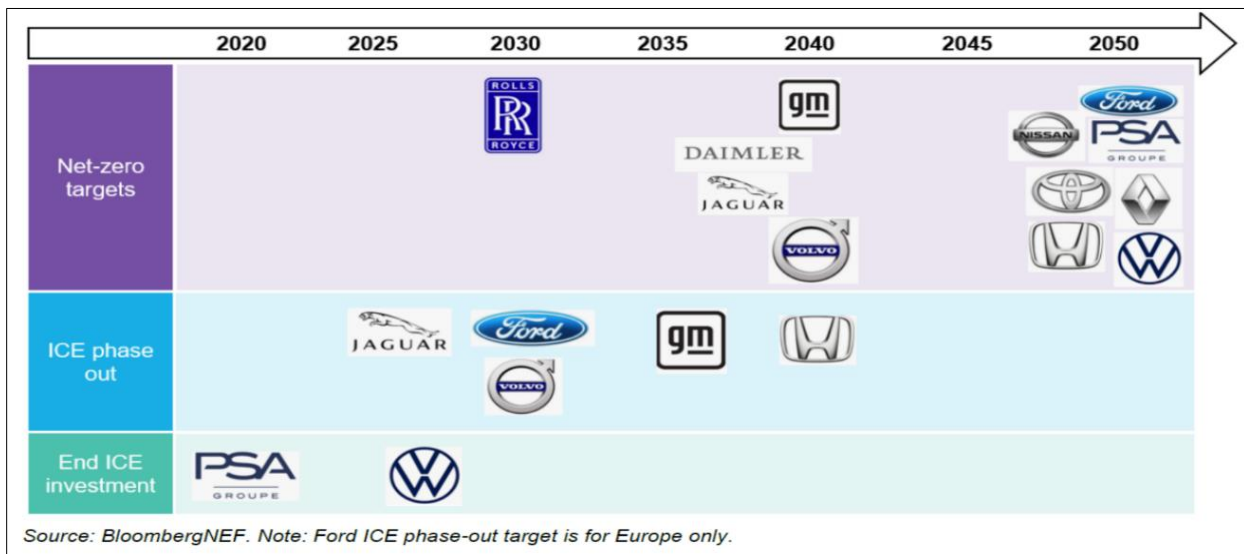 2020 2025 2030 2035 2040 2045 2050
Net-zero
targets
ROLLS
RR
ROYCE
gm
DAIMLER
JAGUAR
VOLVO
Ford
NISSAN
PSA
GROUPE
ICE phase
out
JAGUAR
Ford
VOLVO
gm
End ICE
investment
PSA
GROUPE
Source: BloombergNEF. Note: Ford ICE phase-out target is for Europe only.